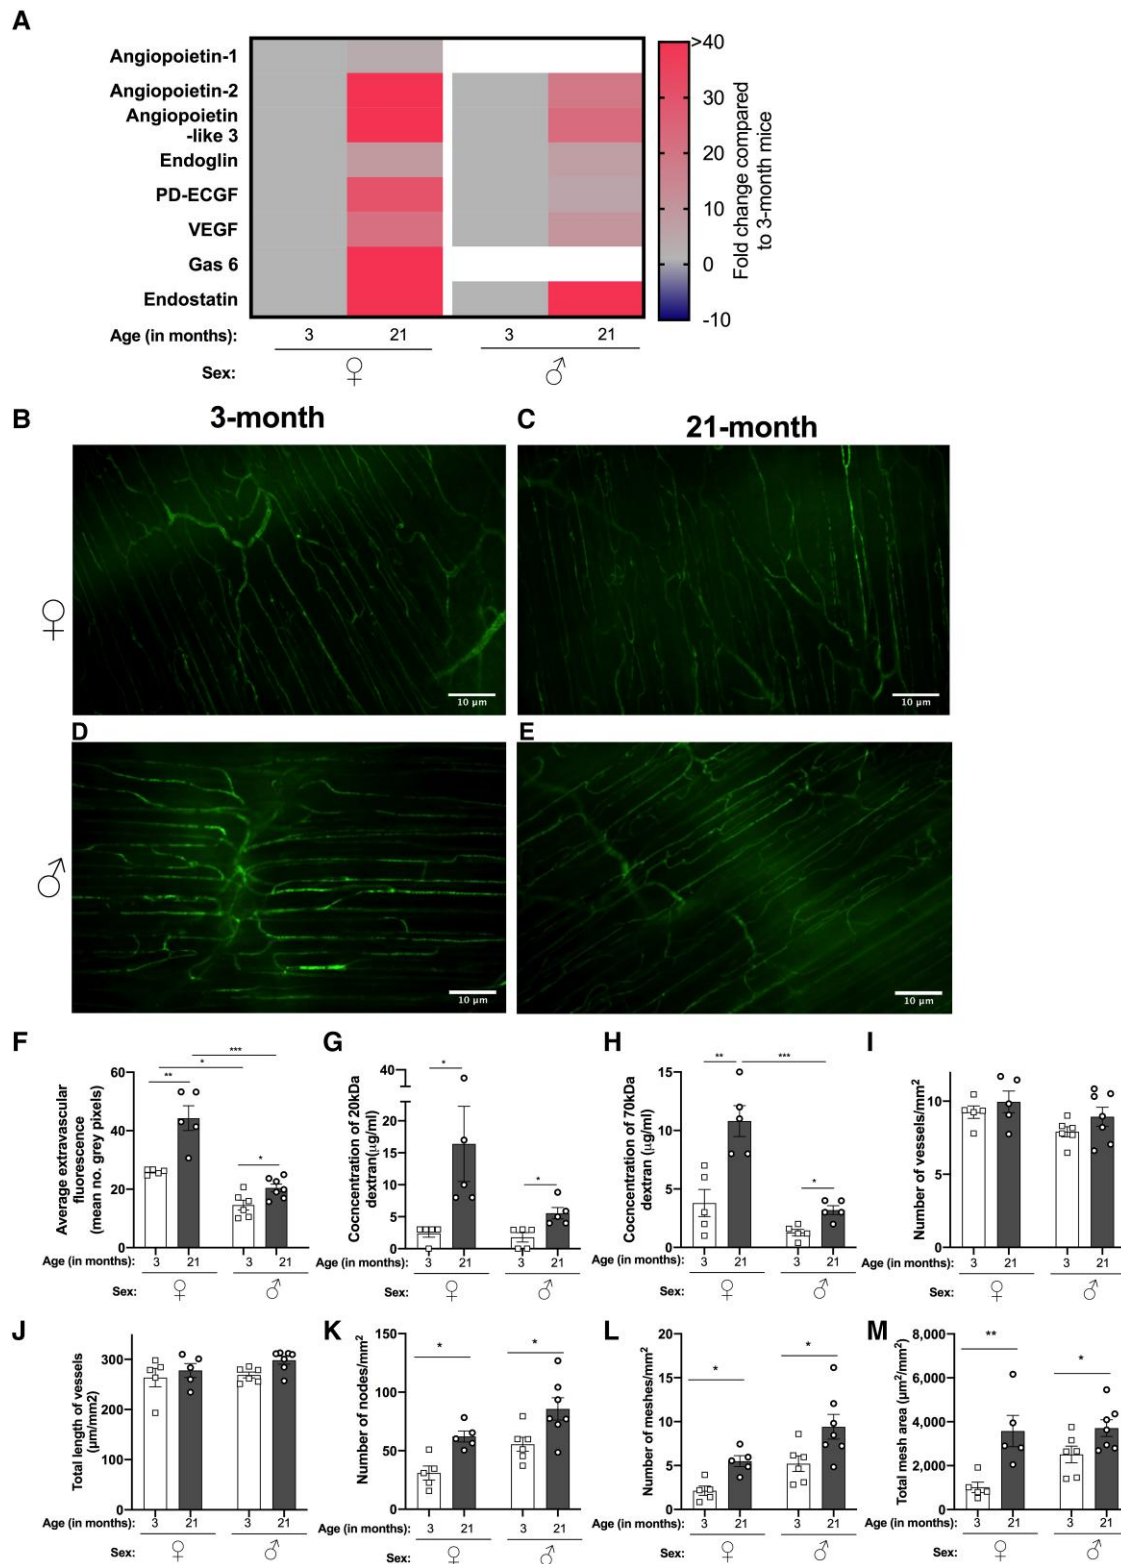 A
Angiopoietin-1
Angiopoietin-2
Angiopoietin
-like 3
Endoglin
PD-ECGF
VEGF
Gas 6
Endostatin
Age (in months):
3 21 3 21
Sex: ♀ ♂
>40
30
20
10
0
-10
Fold change compared
to 3-month mice
B 3-month
C 21-month
♀
10 µm
10 µm
D
E
♂
10 µm
10 µm
F
Average extravascular
fluorescence
(mean no. grey pixels)
60
40
20
0
*
***
**
*
Age (in months): 3 21 3 21
Sex: ♀ ♂
G
Cocncentration of 20kDa
dextran(µg/ml)
40
20
15
10
5
0
*
*
Age (in months): 3 21 3 21
Sex: ♀ ♂
H
Cocncentration of 70kDa
dextran (µg/ml)
15
10
5
0
**
***
*
Age (in months): 3 21 3 21
Sex: ♀ ♂
I
Number of vessels/mm²
10
5
0
Age (in months): 3 21 3 21
Sex: ♀ ♂
J
Total length of vessels
(µm/mm2)
300
200
100
0
Age (in months): 3 21 3 21
Sex: ♀ ♂
K
Number of nodes/mm²
150
100
50
0
*
*
Age (in months): 3 21 3 21
Sex: ♀ ♂
L
Number of meshes/mm²
20
15
10
5
0
*
*
Age (in months): 3 21 3 21
Sex: ♀ ♂
M
Total mesh area (µm²/mm²)
8,000
6,000
4,000
2,000
0
**
*
Age (in months): 3 21 3 21
Sex: ♀ ♂